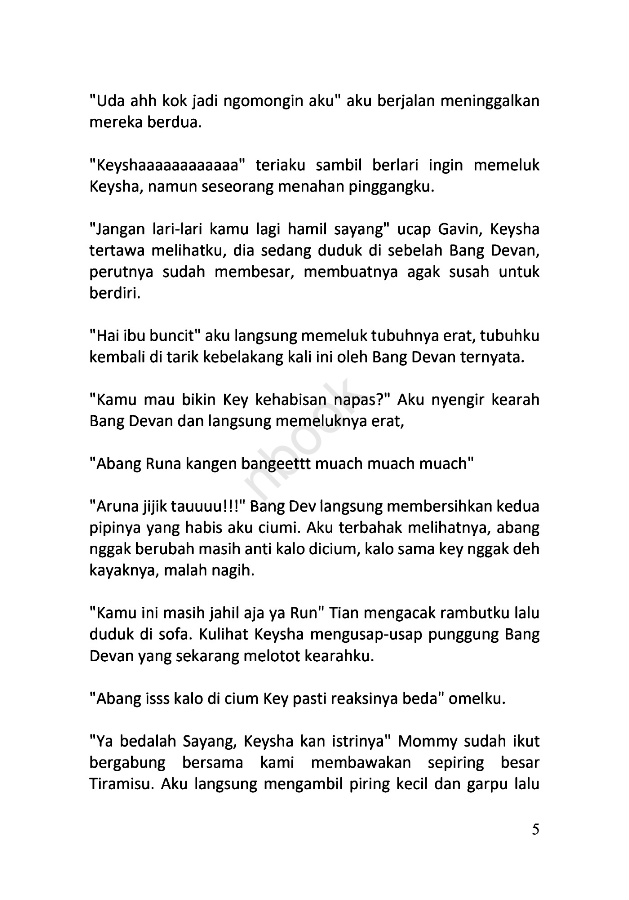 "Uda ahh kok jadi ngomongin aku" aku berjalan meninggalkan
mereka berdua.
"Keyshaaaaaaaaaaaaa" teriaku sambil berlari ingin memeluk
Keysha, namun seseorang menahan pinggangku.
"Jangan lari-lari kamu lagi hamil sayang" ucap Gavin, Keysha
tertawa melihatku, dia sedang duduk di sebelah Bang Devan,
perutnya sudah membesar, membuatnya agak susah untuk
berdiri.
"Hai ibu buncit" aku langsung memeluk tubuhnya erat, tubuhku
kembali di tarik kebelakang kali ini oleh Bang Devan ternyata.
"Kamu mau bikin Key kehabisan napas?" Aku nyengir kearah
Bang Devan dan langsung memeluknya erat,
"Abang Runa kangen bangeettt muach muach muach"
"Aruna jijik tauuuu!!!" Bang Dev langsung membersihkan kedua
pipinya yang habis aku ciumi. Aku terbahak melihatnya, abang
nggak berubah masih anti kalo dicium, kalo sama key nggak deh
kayaknya, malah nagih.
"Kamu ini masih jahil aja ya Run" Tian mengacak rambutku lalu
duduk di sofa. Kulihat Keysha mengusap-usap punggung Bang
Devan yang sekarang melotot kearahku.
"Abang isss kalo di cium Key pasti reaksinya beda" omelku.
"Ya bedalah Sayang, Keysha kan istrinya" Mommy sudah ikut
bergabung bersama kami membawakan sepiring besar
Tiramisu. Aku langsung mengambil piring kecil dan garpu lalu
5
nbook